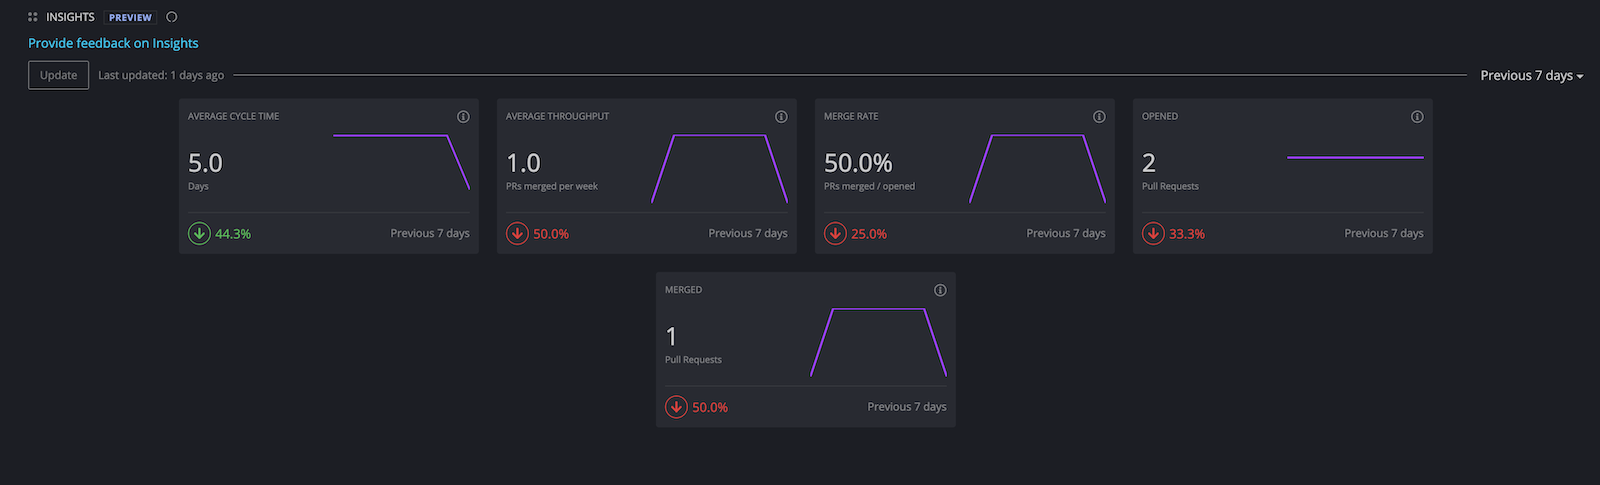 INSIGHTS PREVIEW
Provide feedback on Insights
Update Last updated: 1 days ago Previous 7 days
AVERAGE CYCLE TIME
5.0
Days
44.3% Previous 7 days
AVERAGE THROUGHPUT
1.0
PRs merged per week
50.0% Previous 7 days
MERGE RATE
50.0%
PRs merged / opened
25.0% Previous 7 days
OPENED
2
Pull Requests
33.3% Previous 7 days
MERGED
1
Pull Requests
50.0% Previous 7 days